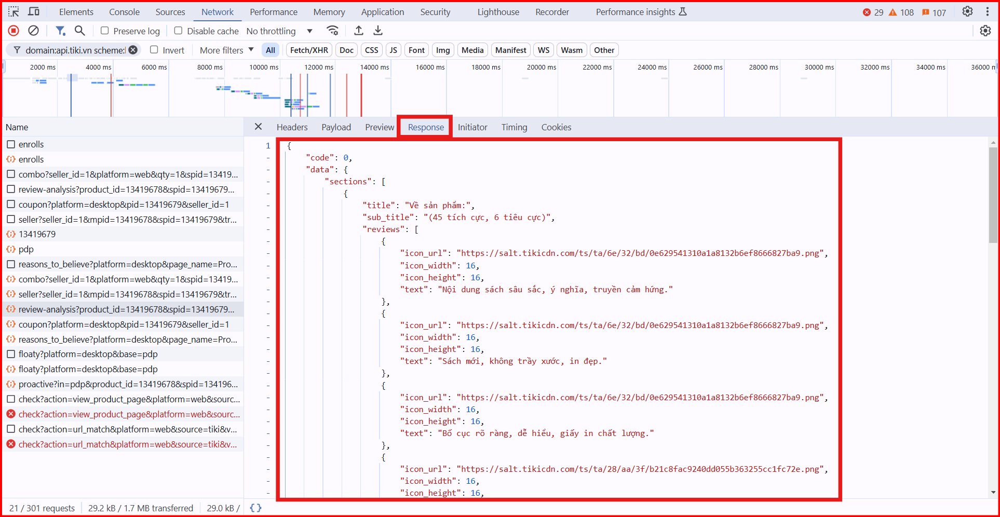 Elements Console Sources Network Performance Memory Application Security Lighthouse Recorder Performance insights 29 108 107
Preserve log Disable cache No throttling
domain:api.tiki.vn scheme: Invert More filters All Fetch/XHR Doc CSS JS Font Img Media Manifest WS Wasm Other
2000 ms 4000 ms 6000 ms 8000 ms 10000 ms 12000 ms 14000 ms 16000 ms 18000 ms 20000 ms 22000 ms 24000 ms 26000 ms 28000 ms 30000 ms 32000 ms 34000 ms 36000 m
Name
enrolls
enrolls
combo?seller_id=1&platform=web&qty=1&spid=13419...
review-analysis?product_id=13419678&spid=13419679...
coupon?platform=desktop&pid=13419679&seller_id=1
seller?seller_id=1&mpid=13419678&spid=13419679&tr...
13419679
pdp
reasons_to_believe?platform=desktop&page_name=Pro...
combo?seller_id=1&platform=web&qty=1&spid=13419...
seller?seller_id=1&mpid=13419678&spid=13419679&tr...
review-analysis?product_id=13419678&spid=13419679...
coupon?platform=desktop&pid=13419679&seller_id=1
reasons_to_believe?platform=desktop&page_name=Pro...
floaty?platform=desktop&base=pdp
floaty?platform=desktop&base=pdp
proactive?in=pdp&product_id=13419678&spid=134196...
check?action=view_product_page&platform=web&sourc...
check?action=view_product_page&platform=web&sourc...
check?action=url_match&platform=web&source=tiki&v...
check?action=url_match&platform=web&source=tiki&v...
21 / 301 requests 29.2 kB / 1.7 MB transferred 29.0 kB /
Headers Payload Preview Response Initiator Timing Cookies
1 {
- "code": 0,
- "data": {
- "sections": [
- {
- "title": "Về sản phẩm:",
- "sub_title": "(45 tích cực, 6 tiêu cực)",
- "reviews": [
- {
- "icon_url": "https://salt.tikicdn.com/ts/ta/6e/32/bd/0e629541310a1a8132b6ef8666827ba9.png",
- "icon_width": 16,
- "icon_height": 16,
- "text": "Nội dung sách sâu sắc, ý nghĩa, truyền cảm hứng."
- },
- {
- "icon_url": "https://salt.tikicdn.com/ts/ta/6e/32/bd/0e629541310a1a8132b6ef8666827ba9.png",
- "icon_width": 16,
- "icon_height": 16,
- "text": "Sách mới, không trầy xước, in đẹp."
- },
- {
- "icon_url": "https://salt.tikicdn.com/ts/ta/6e/32/bd/0e629541310a1a8132b6ef8666827ba9.png",
- "icon_width": 16,
- "icon_height": 16,
- "text": "Bố cục rõ ràng, dễ hiểu, giấy in chất lượng."
- },
- {
- "icon_url": "https://salt.tikicdn.com/ts/ta/28/aa/3f/b21c8fac9240dd055b363255cc1fc72e.png",
- "icon_width": 16,
- "icon_height": 16,
{ }